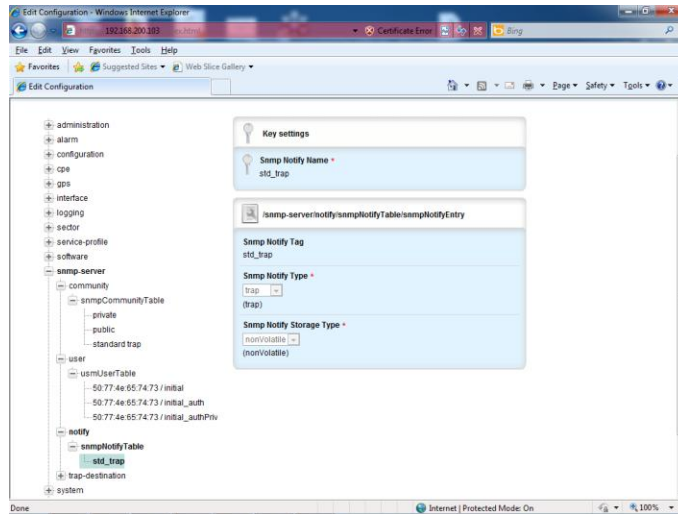 Edit Configuration - Windows Internet Explorer
192.168.200.103
Certificate Error
Bing
File Edit View Favorites Tools Help
Favorites Suggested Sites Web Slice Gallery
Edit Configuration
Page Safety Tools
administration
alarm
configuration
cpe
gps
interface
logging
sector
service-profile
software
snmp-server
community
snmpCommunityTable
private
public
standard trap
user
usmUserTable
50:77:4e:65:74:73 / initial
50:77:4e:65:74:73 / initial_auth
50:77:4e:65:74:73 / initial_authPriv
notify
snmpNotifyTable
std_trap
trap-destination
system
Key settings
Snmp Notify Name *
std_trap
/snmp-server/notify/snmpNotifyTable/snmpNotifyEntry
Snmp Notify Tag
std_trap
Snmp Notify Type *
trap
(trap)
Snmp Notify Storage Type *
nonVolatile
(nonVolatile)
Done
Internet | Protected Mode: On
100%